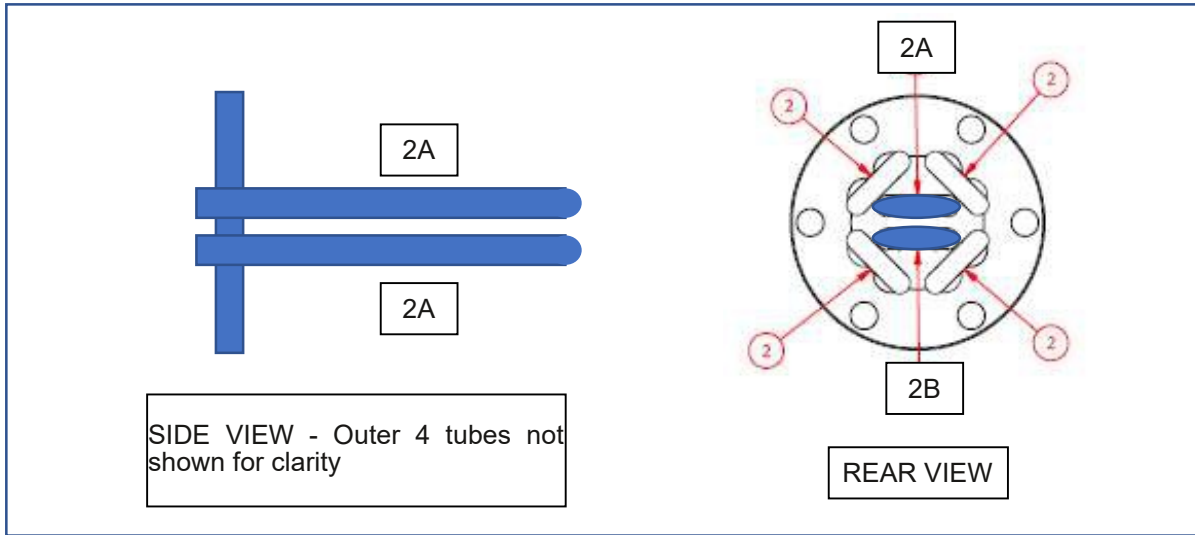 2A
2A
SIDE VIEW - Outer 4 tubes not
shown for clarity
2A
2
2
2
2
2B
REAR VIEW